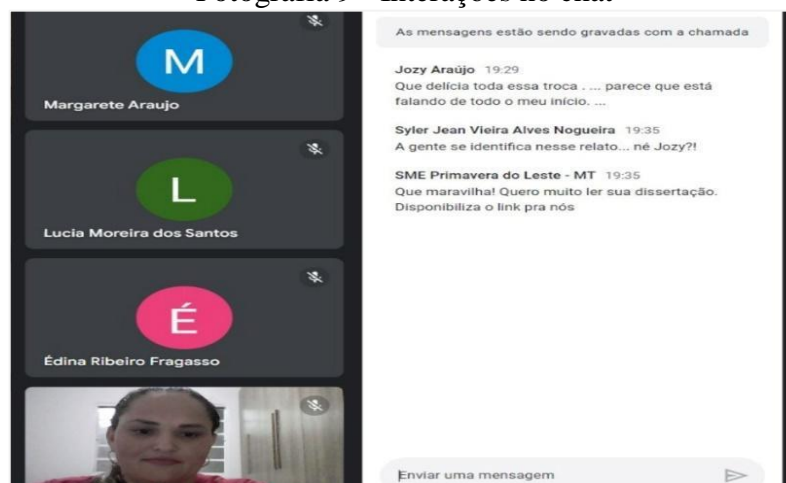 Fotografia 9 - Interações no chat
M
Margarete Araujo
L
Lucia Moreira dos Santos
É
Édina Ribeiro Fragasso
As mensagens estão sendo gravadas com a chamada
Jozy Araújo 19:29
Que delícia toda essa troca . .... parece que está
falando de todo o meu início. ...
Syler Jean Vieira Alves Nogueira 19:35
A gente se identifica nesse relato... né Jozy?!
SME Primavera do Leste - MT 19:35
Que maravilha! Quero muito ler sua dissertação.
Disponibiliza o link pra nós
Enviar uma mensagem